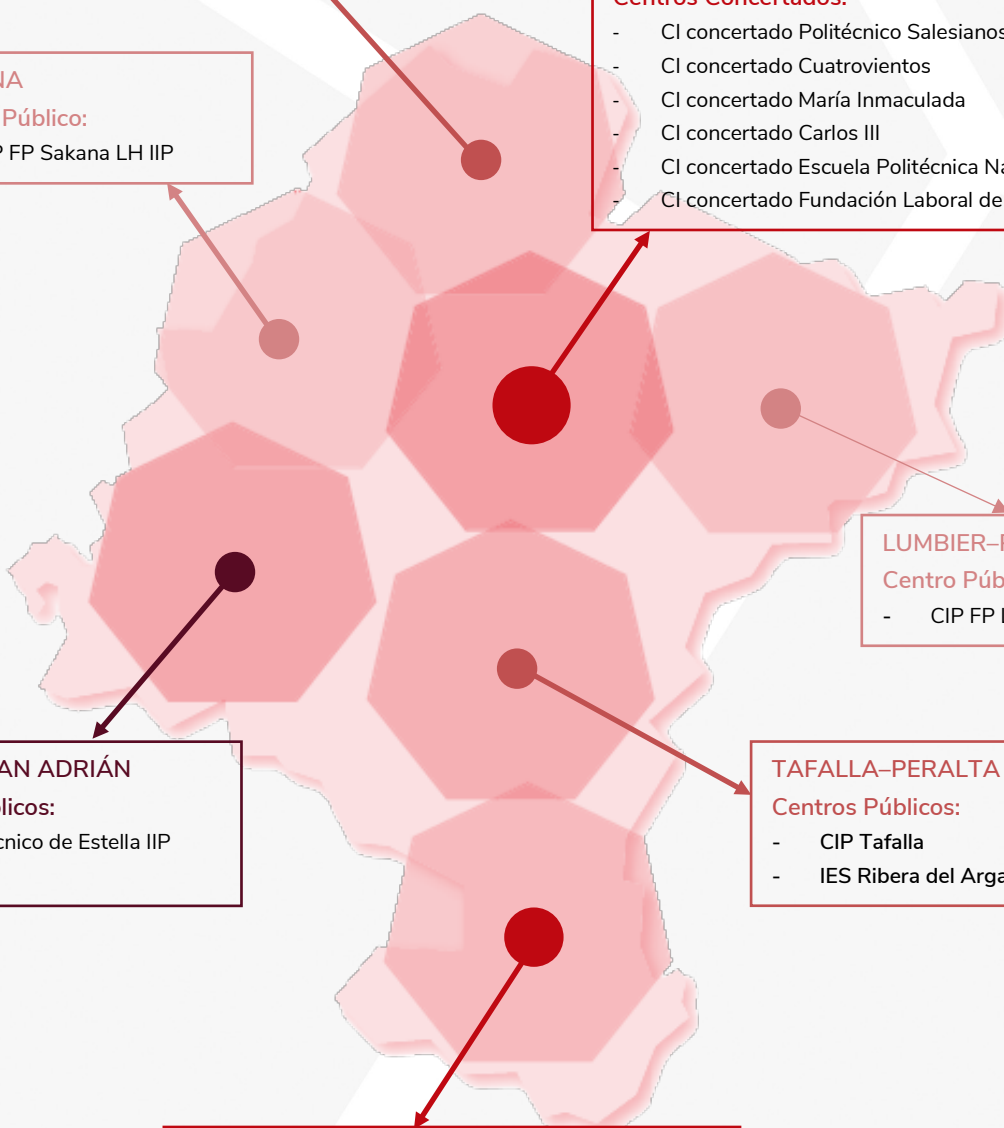 Centros Concertados:
- CI concertado Politécnico Salesianos
- CI concertado Cuatrovientos
- CI concertado María Inmaculada
- CI concertado Carlos III
- CI concertado Escuela Politécnica Na
- CI concertado Fundación Laboral de
NA
Público:
P FP Sakana LH IIP
LUMBIER–
Centro Púb
- CIP FP
AN ADRIÁN
licos:
cnico de Estella IIP
TAFALLA–PERALTA
Centros Públicos:
- CIP Tafalla
- IES Ribera del Arga